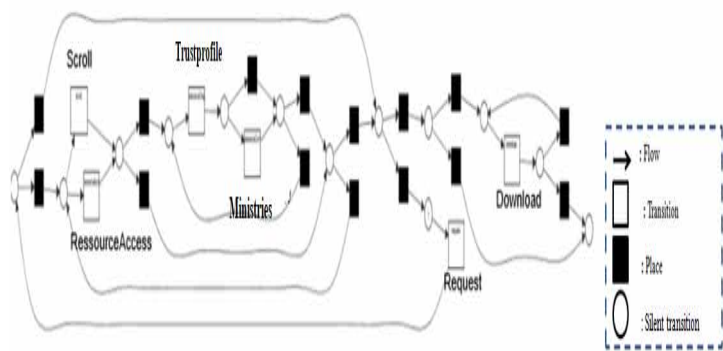 Scroll
Trustprofile
Ministries
RessourceAccess
Download
Request
: Flow
: Transition
: Place
: Silent transition